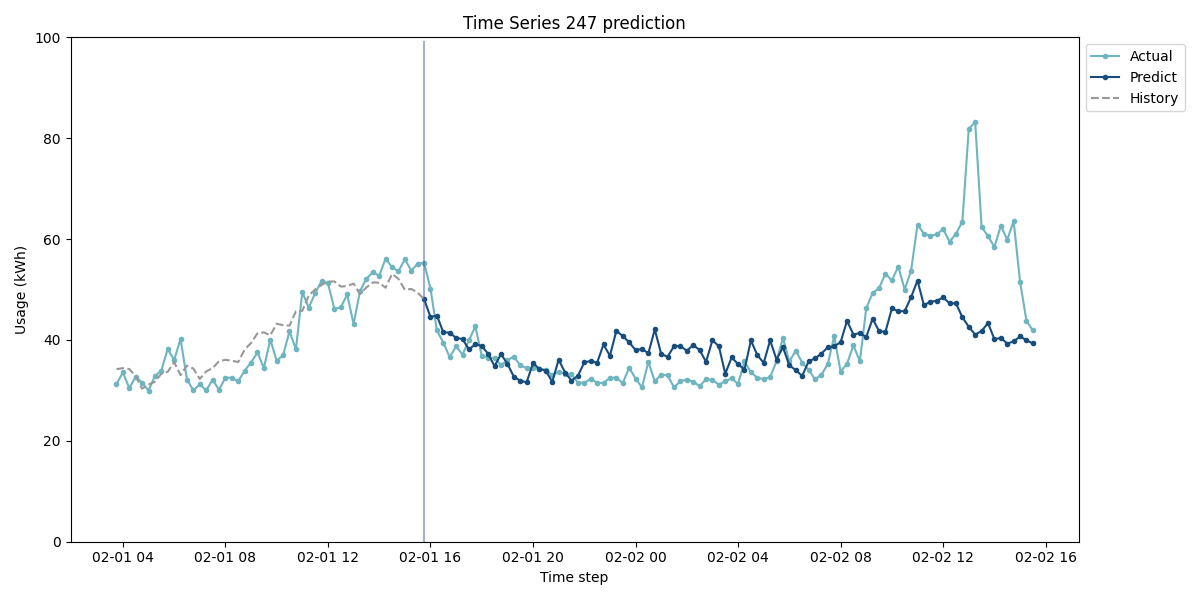 Time Series 247 prediction
100
80
60
40
20
0
Usage (kWh)
02-01 04
02-01 08
02-01 12
02-01 16
02-01 20
02-02 00
02-02 04
02-02 08
02-02 12
02-02 16
Time step
Actual
Predict
History